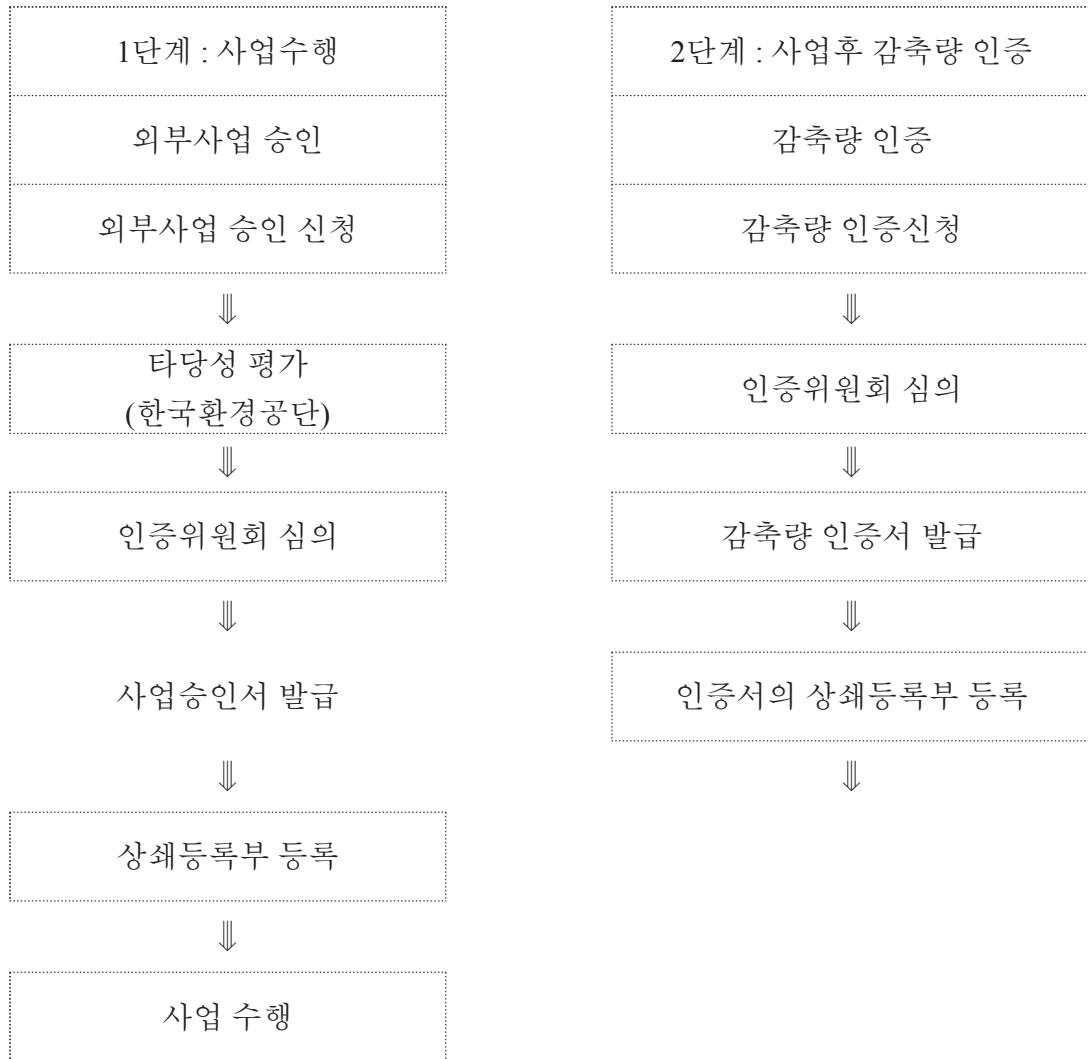 1단계 : 사업수행
외부사업 승인
외부사업 승인 신청
⇓
타당성 평가
(한국환경공단)
⇓
인증위원회 심의
⇓
사업승인서 발급
⇓
상쇄등록부 등록
⇓
사업 수행
2단계 : 사업후 감축량 인증
감축량 인증
감축량 인증신청
⇓
인증위원회 심의
⇓
감축량 인증서 발급
⇓
인증서의 상쇄등록부 등록
⇓